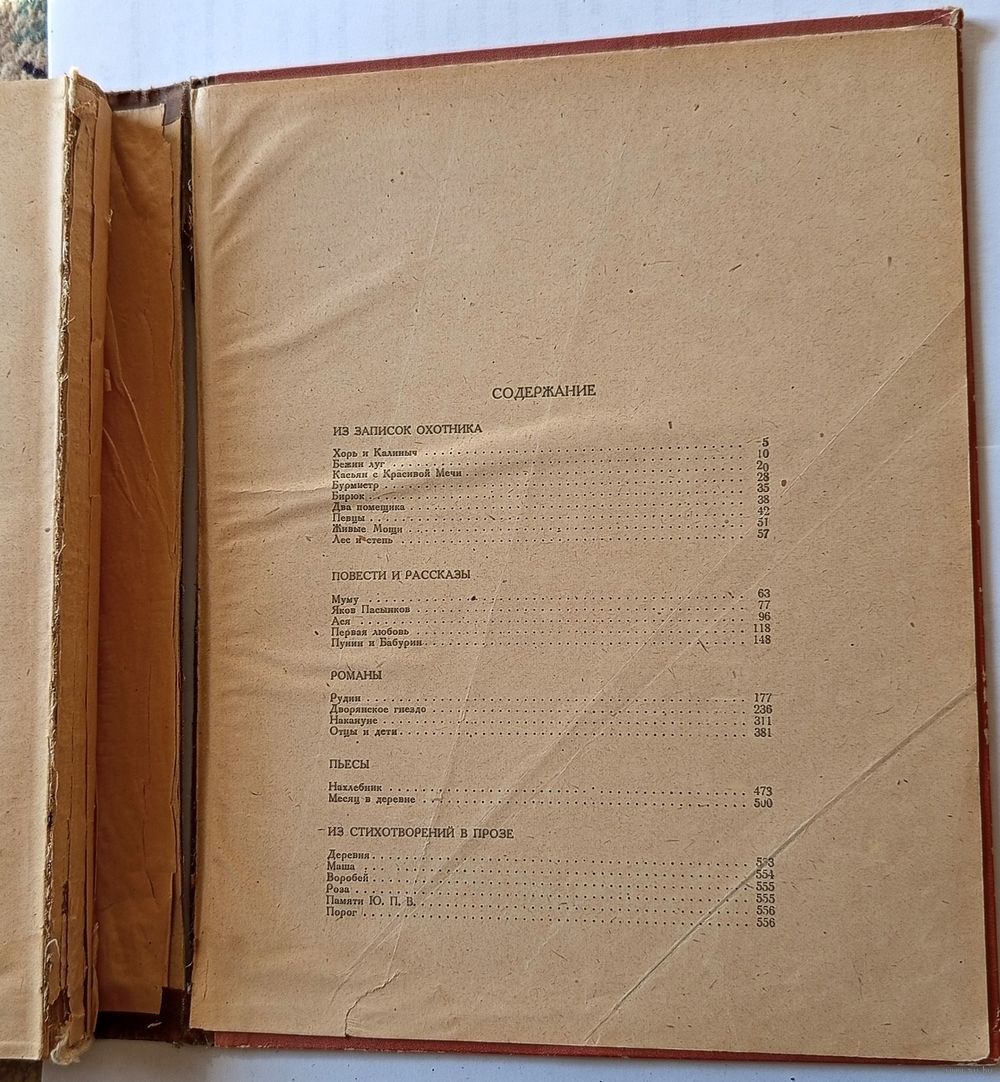 СОДЕРЖАНИЕ
ИЗ ЗАПИСОК ОХОТНИКА
Хорь и Калиныч 5
Бежин луг 10
Касьян с Красивой Мечи 20
Бурмистр 28
Бирюк 35
Два помещика 38
Певцы 42
Живые Мощи 51
Лес и степь 57
ПОВЕСТИ И РАССКАЗЫ
Муму 63
Яков Пасынков 77
Ася 96
Первая любовь 118
Пунин и Бабурин 148
РОМАНЫ
Рудин 177
Дворянское гнездо 236
Накануне 311
Отцы и дети 381
ПЬЕСЫ
Нахлебник 473
Месяц в деревне 500
ИЗ СТИХОТВОРЕНИЙ В ПРОЗЕ
Деревня 553
Маша 554
Воробей 555
Роза 555
Памяти Ю. П. В. 556
Порог 556